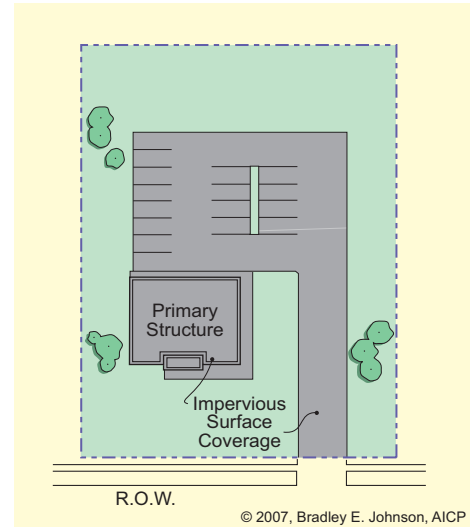 Primary
Structure
Impervious
Surface
Coverage
R.O.W.
© 2007, Bradley E. Johnson, AICP